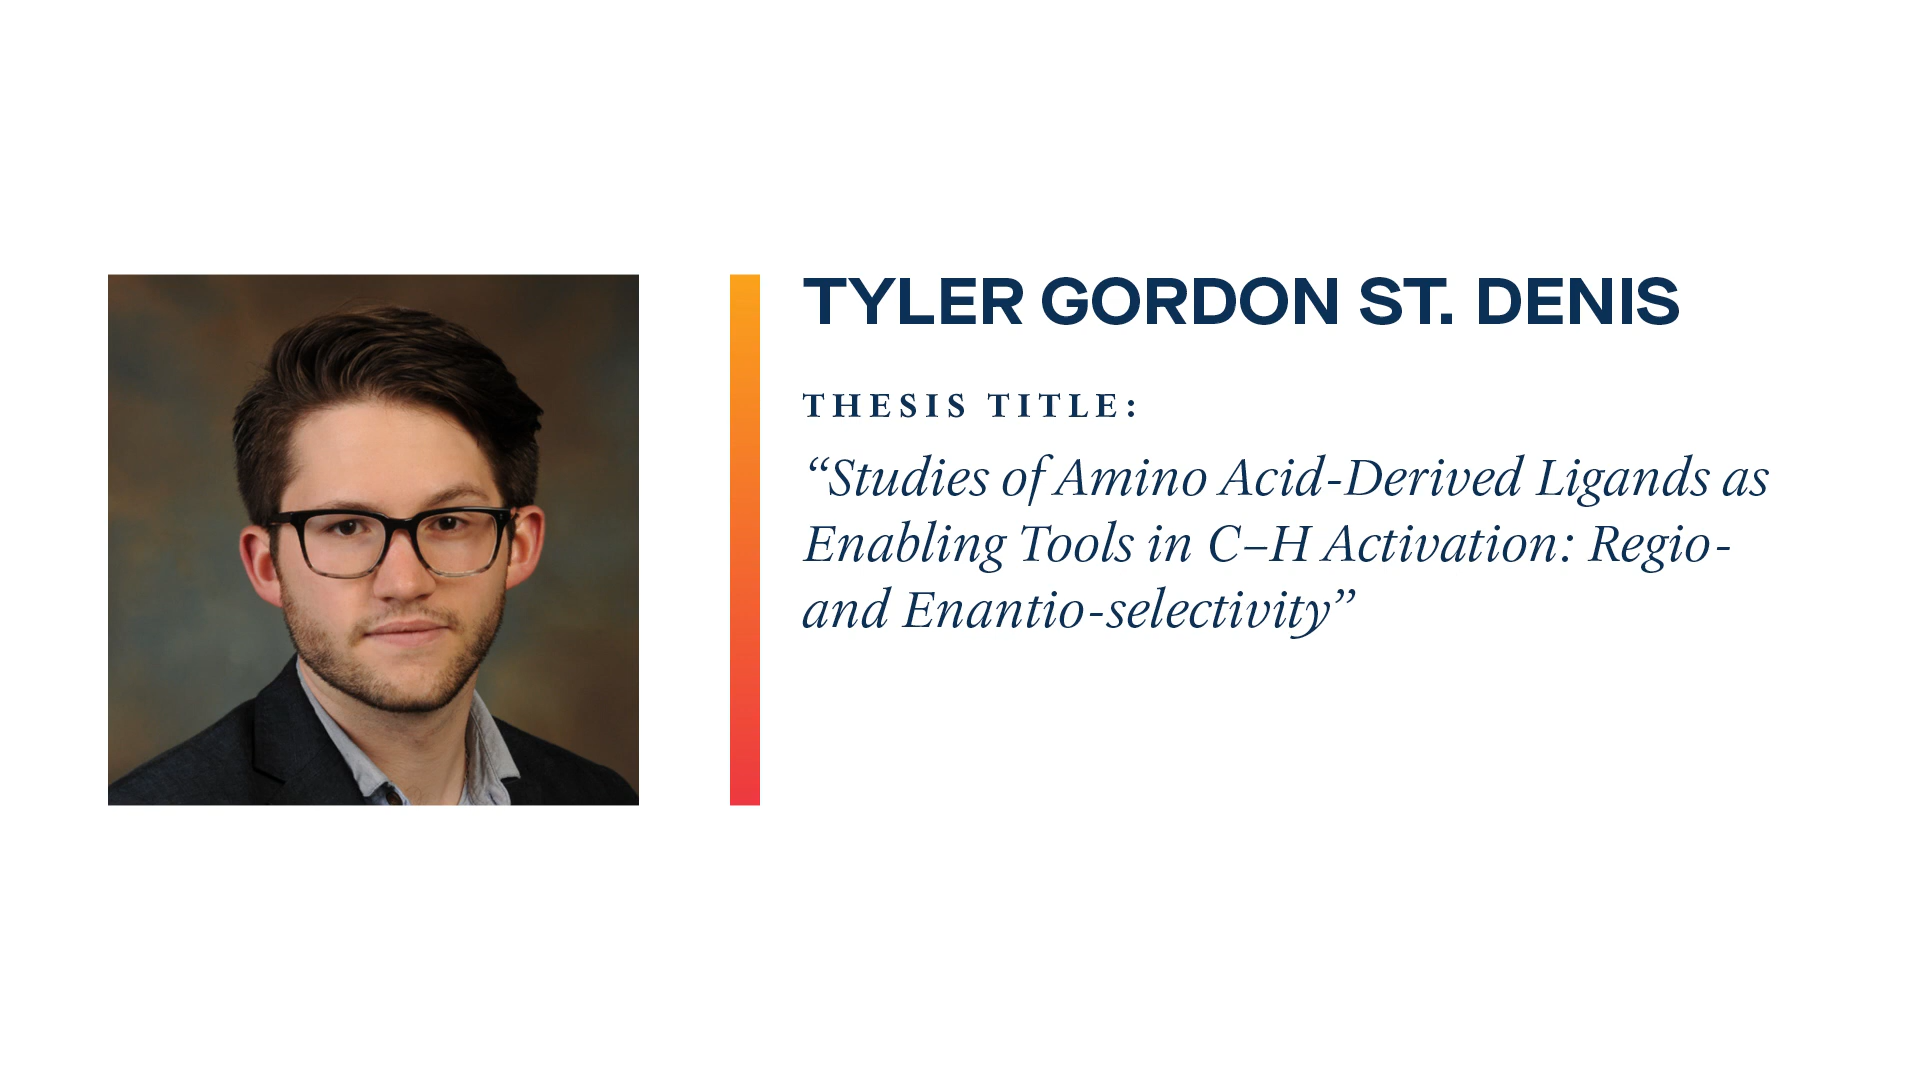 TYLER GORDON ST. DENIS
THESIS TITLE:
“Studies of Amino Acid-Derived Ligands as
Enabling Tools in C–H Activation: Regio-
and Enantio-selectivity”